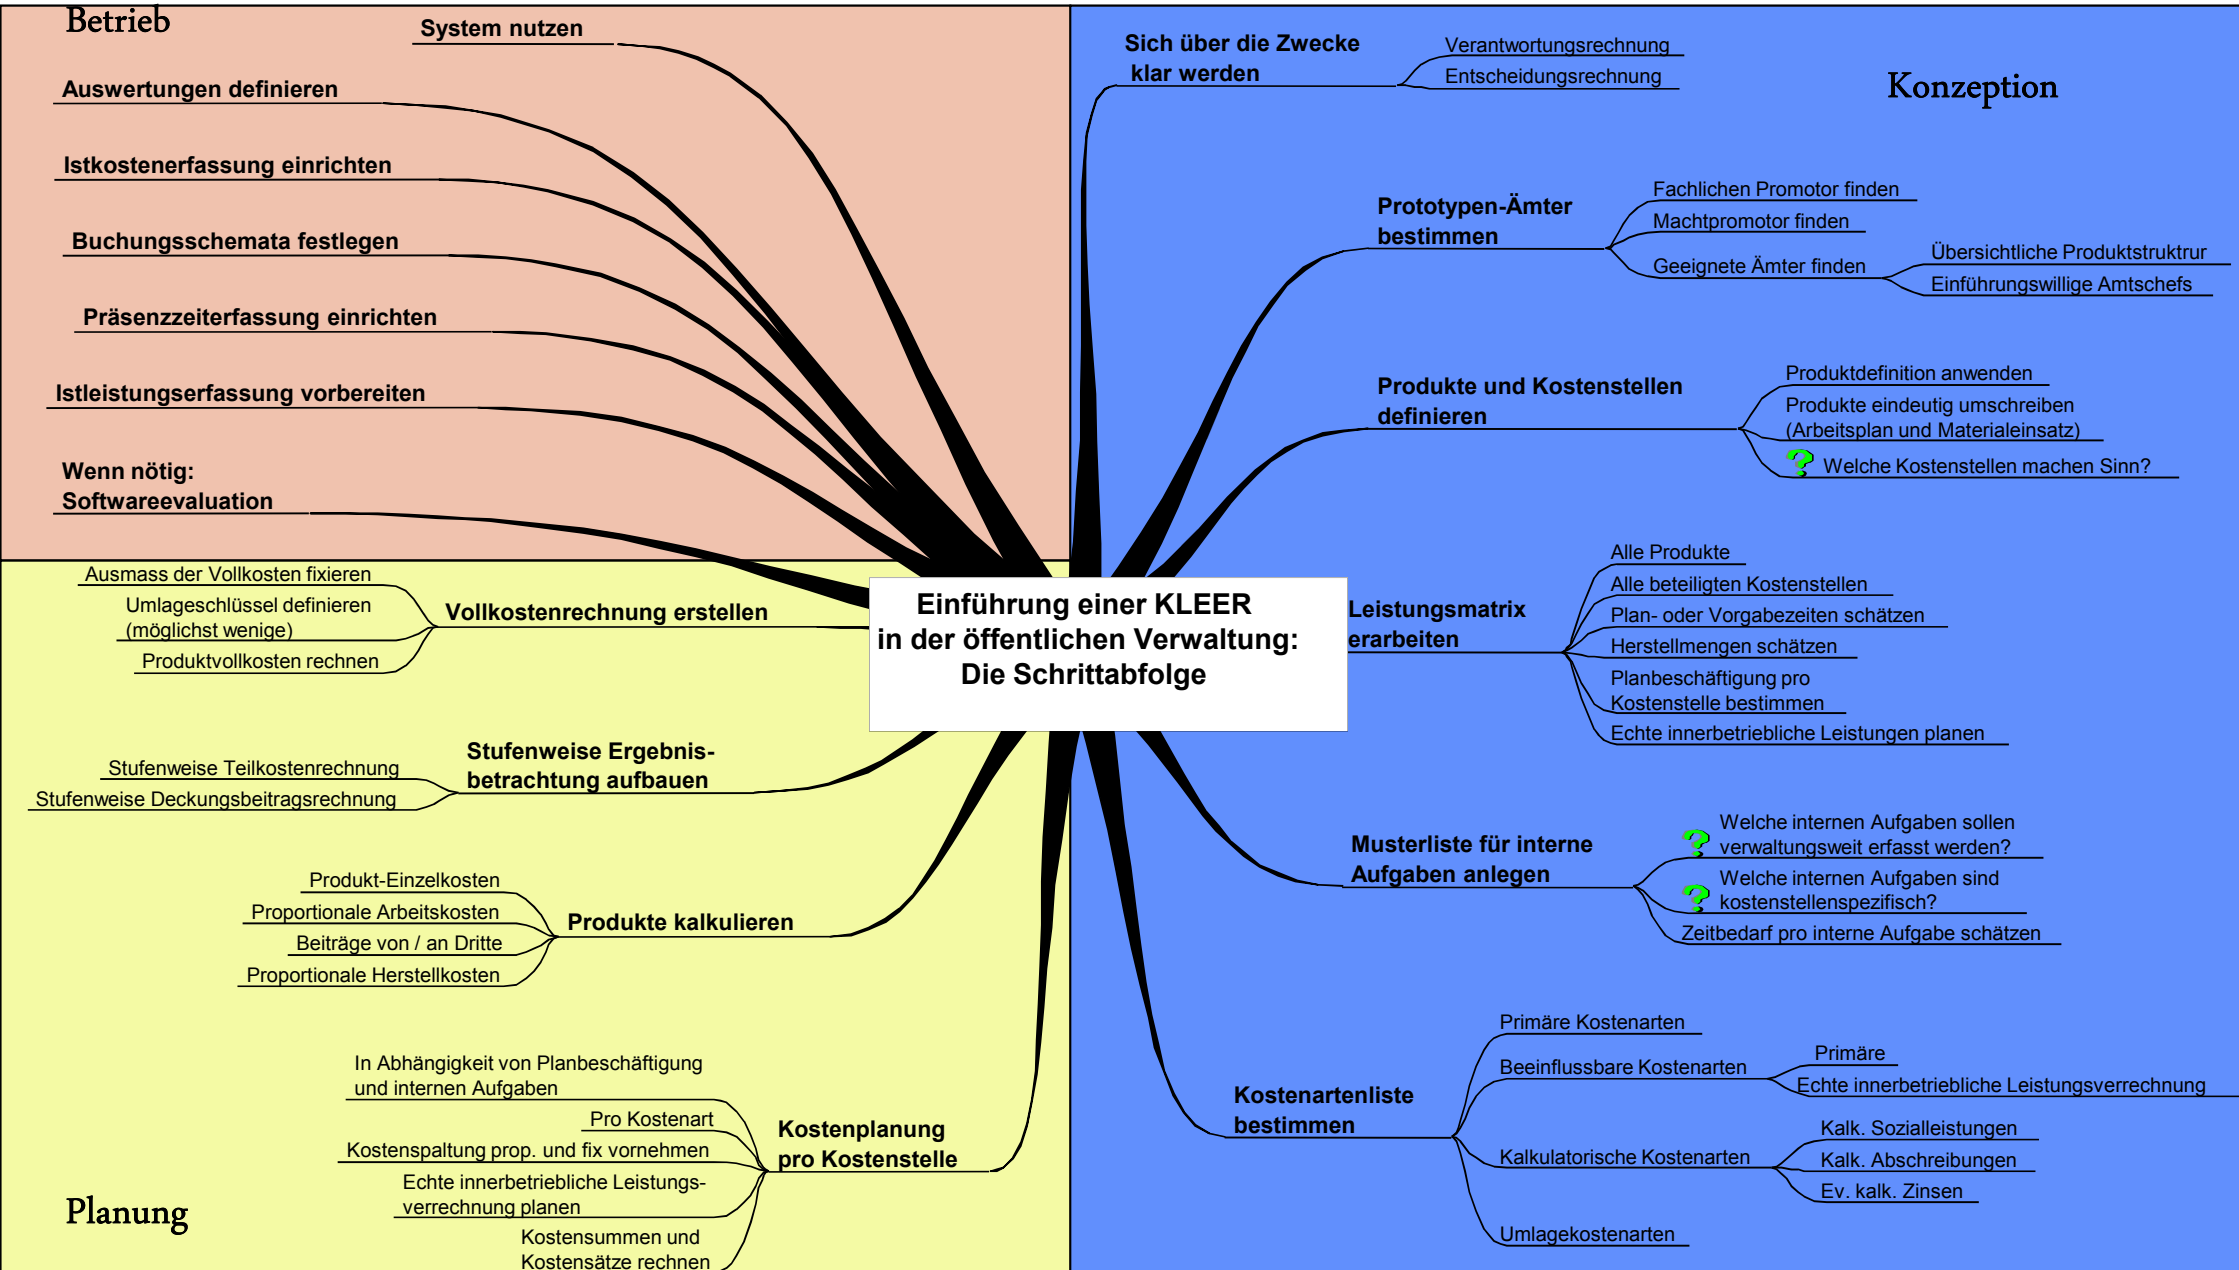 Betrieb
System nutzen
Auswertungen definieren
Istkostenerfassung einrichten
Buchungsschemata festlegen
Präsenzzeiterfassung einrichten
Istleistungserfassung vorbereiten
Wenn nötig:
Softwareevaluation
Konzeption
Sich über die Zwecke
klar werden
Verantwortungsrechnung
Entscheidungsrechnung
Prototypen-Ämter
bestimmen
Fachlichen Promotor finden
Machtpromotor finden
Geeignete Ämter finden
Übersichtliche Produktstruktrur
Einführungswillige Amtschefs
Produkte und Kostenstellen
definieren
Produktdefinition anwenden
Produkte eindeutig umschreiben
(Arbeitsplan und Materialeinsatz)
? Welche Kostenstellen machen Sinn?
Einführung einer KLEER
in der öffentlichen Verwaltung:
Die Schrittabfolge
Leistungsmatrix
erarbeiten
Alle Produkte
Alle beteiligten Kostenstellen
Plan- oder Vorgabezeiten schätzen
Herstellmengen schätzen
Planbeschäftigung pro
Kostenstelle bestimmen
Echte innerbetriebliche Leistungen planen
Musterliste für interne
Aufgaben anlegen
? Welche internen Aufgaben sollen
verwaltungsweit erfasst werden?
? Welche internen Aufgaben sind
kostenstellenspezifisch?
Zeitbedarf pro interne Aufgabe schätzen
Kostenartenliste
bestimmen
Primäre Kostenarten
Beeinflussbare Kostenarten
Primäre
Echte innerbetriebliche Leistungsverrechnung
Kalkulatorische Kostenarten
Kalk. Sozialleistungen
Kalk. Abschreibungen
Ev. kalk. Zinsen
Umlagekostenarten
Vollkostenrechnung erstellen
Ausmass der Vollkosten fixieren
Umlageschlüssel definieren
(möglichst wenige)
Produktvollkosten rechnen
Stufenweise Ergebnis-
betrachtung aufbauen
Stufenweise Teilkostenrechnung
Stufenweise Deckungsbeitragsrechnung
Produkte kalkulieren
Produkt-Einzelkosten
Proportionale Arbeitskosten
Beiträge von / an Dritte
Proportionale Herstellkosten
Kostenplanung
pro Kostenstelle
In Abhängigkeit von Planbeschäftigung
und internen Aufgaben
Pro Kostenart
Kostenspaltung prop. und fix vornehmen
Echte innerbetriebliche Leistungs-
verrechnung planen
Kostensummen und
Kostensätze rechnen
Planung